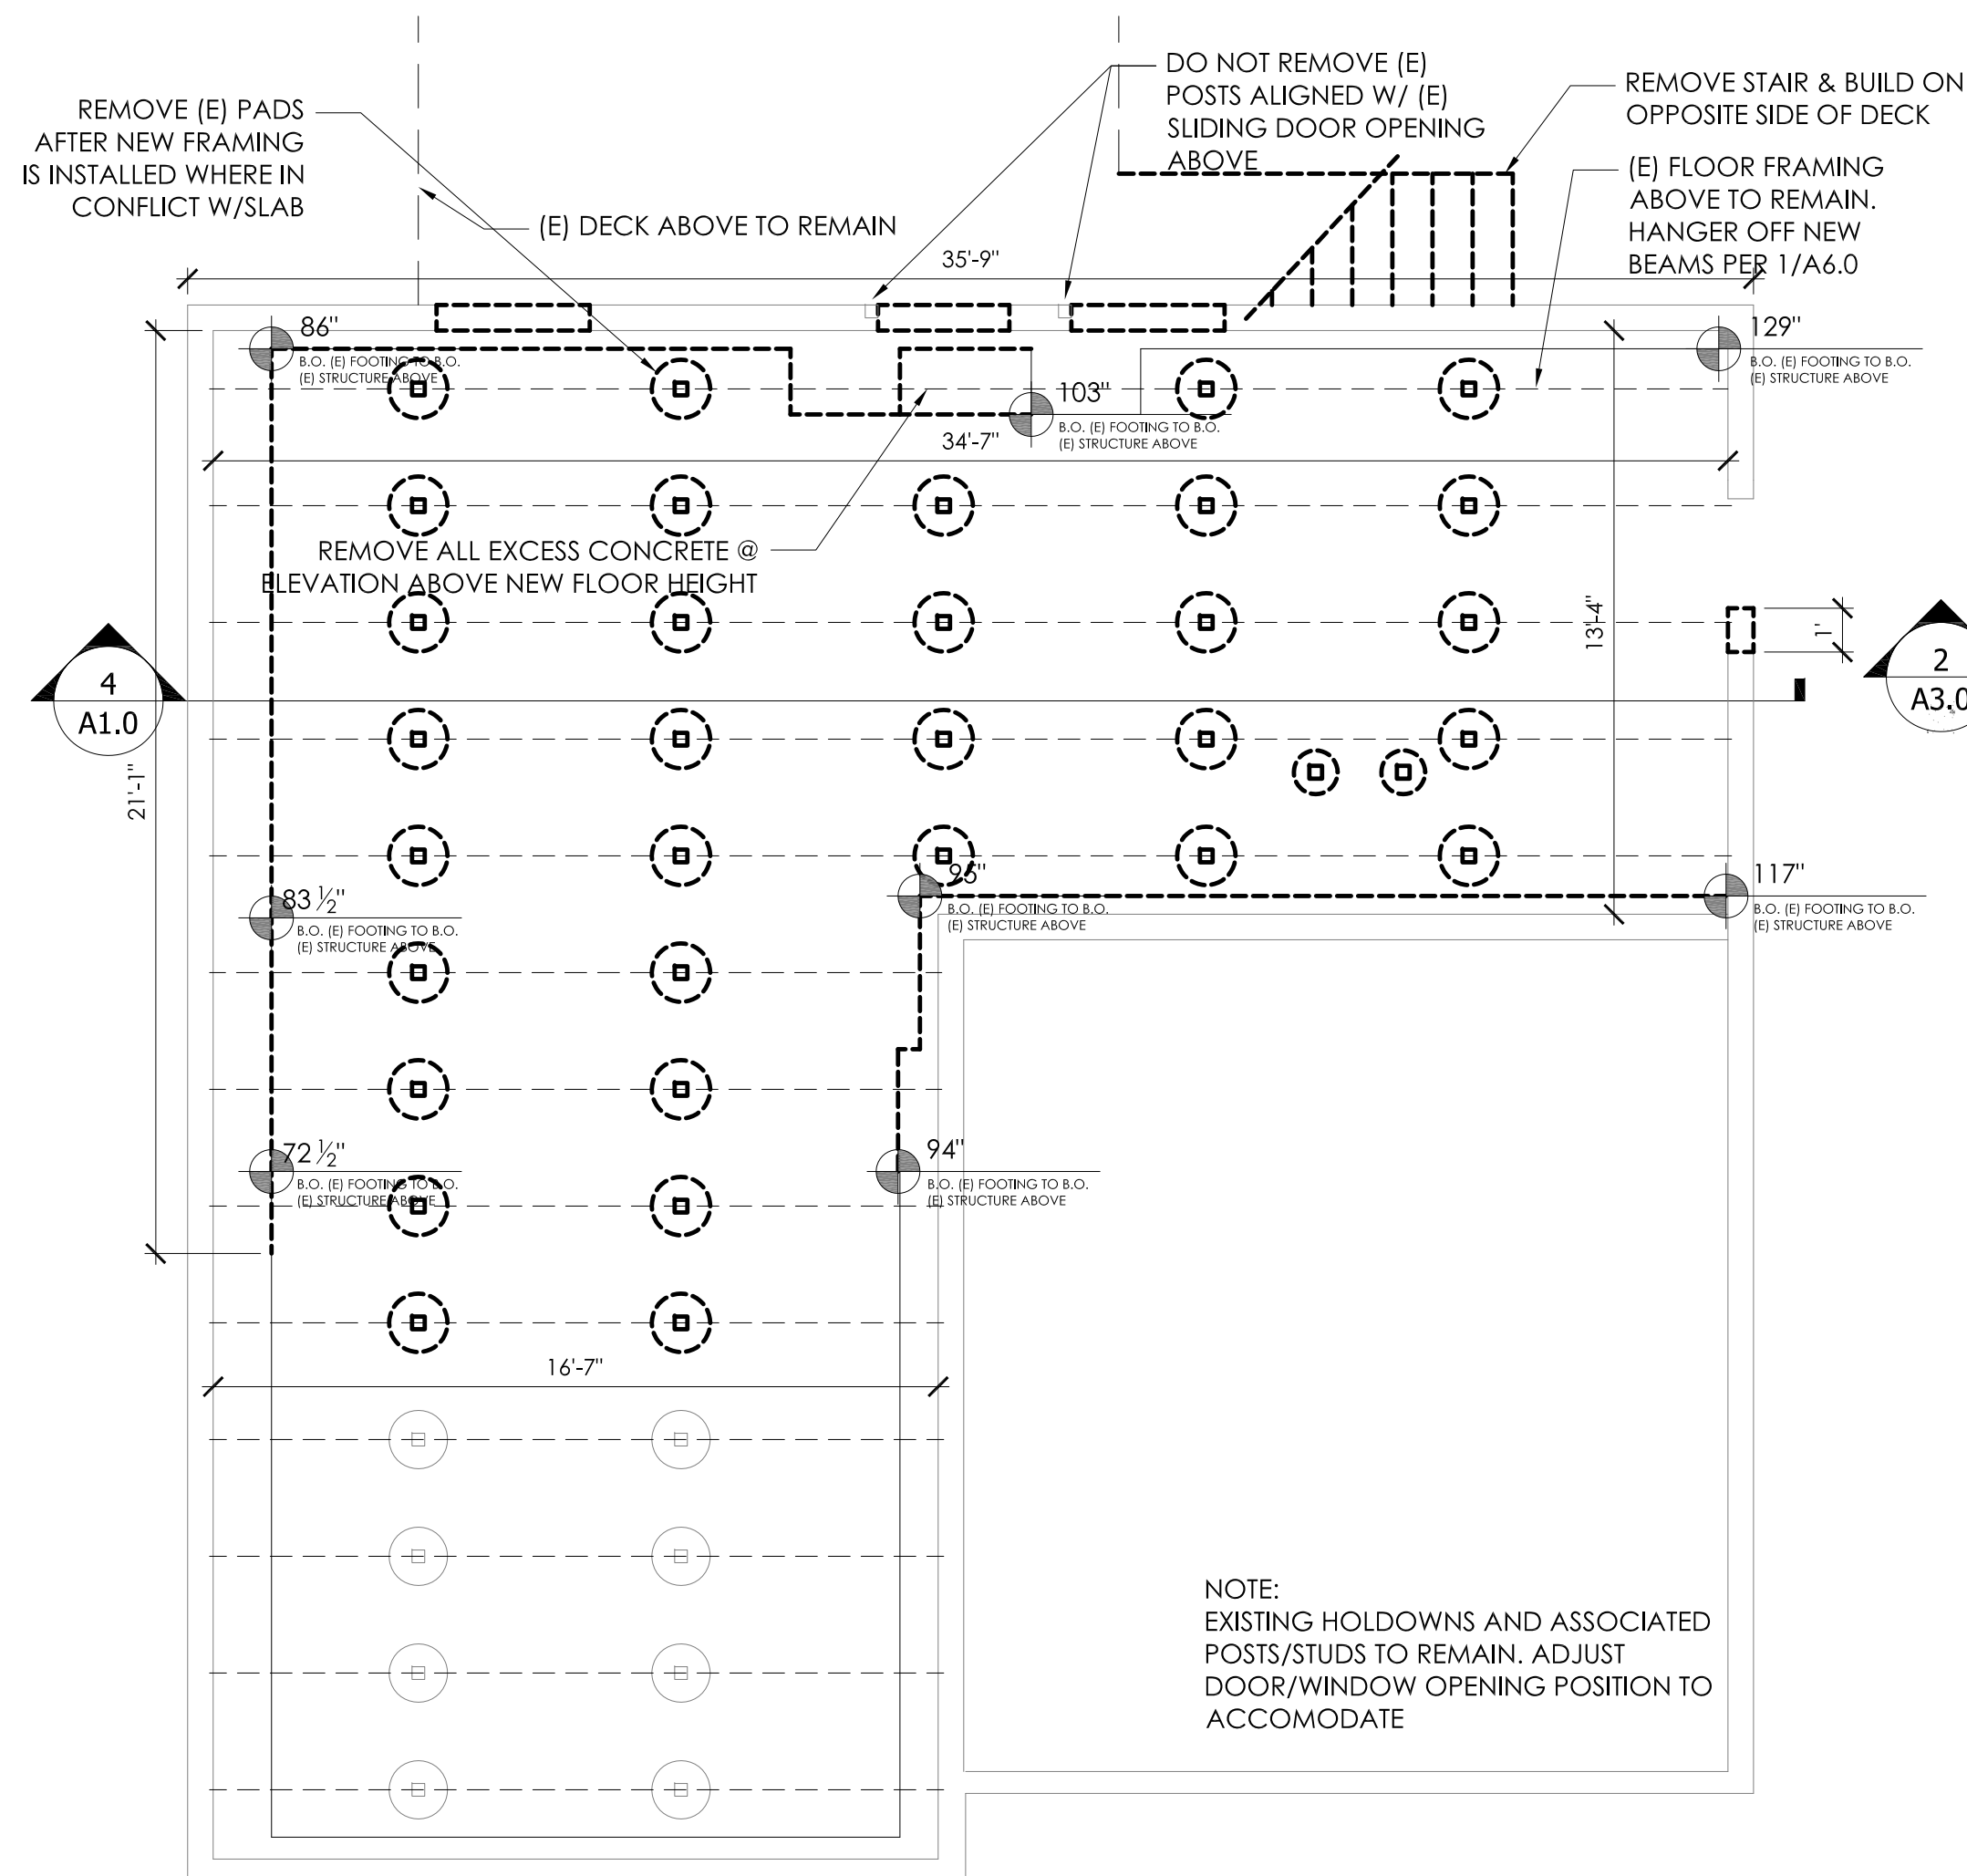 REMOVE (E) PADS
AFTER NEW FRAMING
IS INSTALLED WHERE IN
CONFLICT W/SLAB
(E) DECK ABOVE TO REMAIN
DO NOT REMOVE (E)
POSTS ALIGNED W/ (E)
SLIDING DOOR OPENING
ABOVE
REMOVE STAIR & BUILD ON
OPPOSITE SIDE OF DECK
(E) FLOOR FRAMING
ABOVE TO REMAIN.
HANGER OFF NEW
BEAMS PER 1/A6.0
35'-9"
86"
B.O. (E) FOOTING TO B.O.
(E) STRUCTURE ABOVE
129"
B.O. (E) FOOTING TO B.O.
(E) STRUCTURE ABOVE
103"
B.O. (E) FOOTING TO B.O.
(E) STRUCTURE ABOVE
34'-7"
REMOVE ALL EXCESS CONCRETE @
ELEVATION ABOVE NEW FLOOR HEIGHT
13'-4"
1'
4
A1.0
2
A3.0
21'-1"
83 ½"
B.O. (E) FOOTING TO B.O.
(E) STRUCTURE ABOVE
95"
B.O. (E) FOOTING TO B.O.
(E) STRUCTURE ABOVE
117"
B.O. (E) FOOTING TO B.O.
(E) STRUCTURE ABOVE
72 ½"
B.O. (E) FOOTING TO B.O.
(E) STRUCTURE ABOVE
94"
B.O. (E) FOOTING TO B.O.
(E) STRUCTURE ABOVE
16'-7"
NOTE:
EXISTING HOLDOWNS AND ASSOCIATED
POSTS/STUDS TO REMAIN. ADJUST
DOOR/WINDOW OPENING POSITION TO
ACCOMODATE